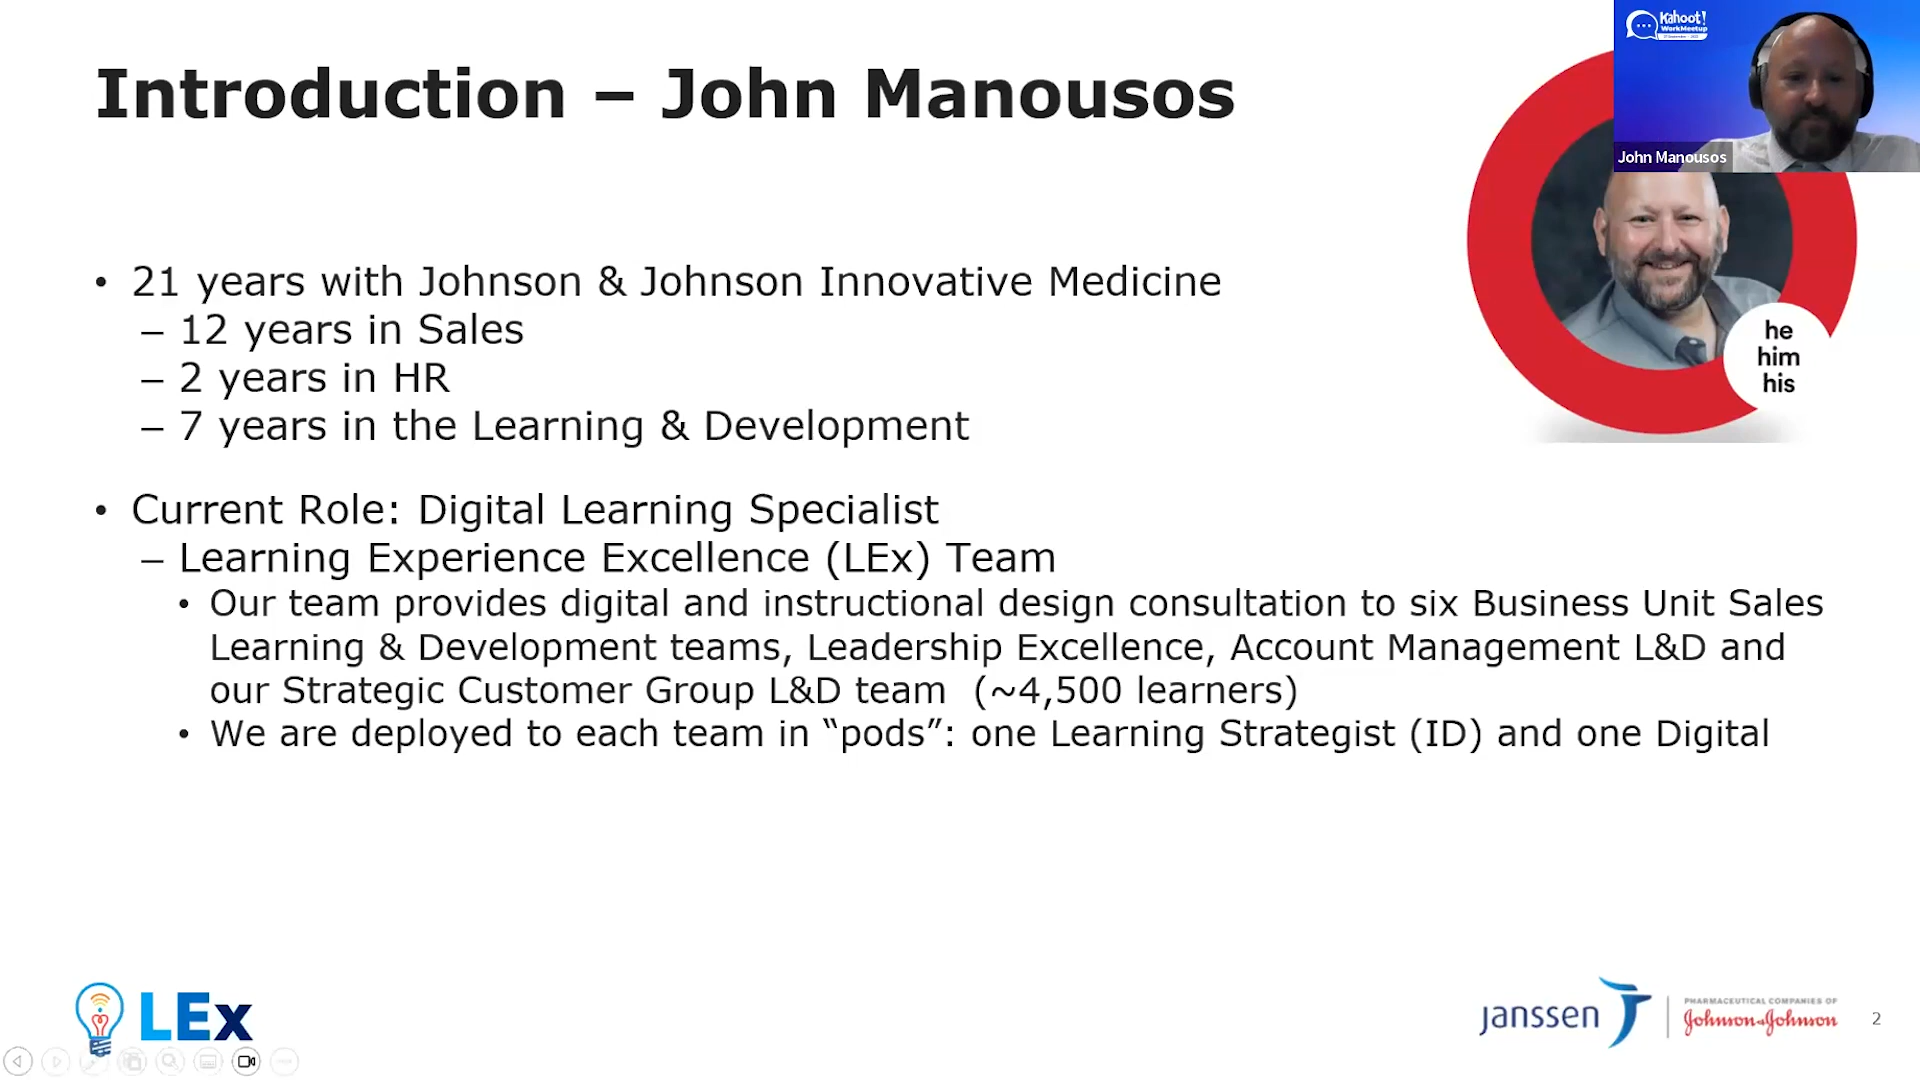 Introduction – John Manousos
Kahoot!
WorkMeetup
John Manousos
he
him
his
• 21 years with Johnson & Johnson Innovative Medicine
– 12 years in Sales
– 2 years in HR
– 7 years in the Learning & Development
• Current Role: Digital Learning Specialist
– Learning Experience Excellence (LEx) Team
• Our team provides digital and instructional design consultation to six Business Unit Sales
Learning & Development teams, Leadership Excellence, Account Management L&D and
our Strategic Customer Group L&D team (~4,500 learners)
• We are deployed to each team in “pods”: one Learning Strategist (ID) and one Digital
LEx
janssen
PHARMACEUTICAL COMPANIES OF
Johnson & Johnson
2